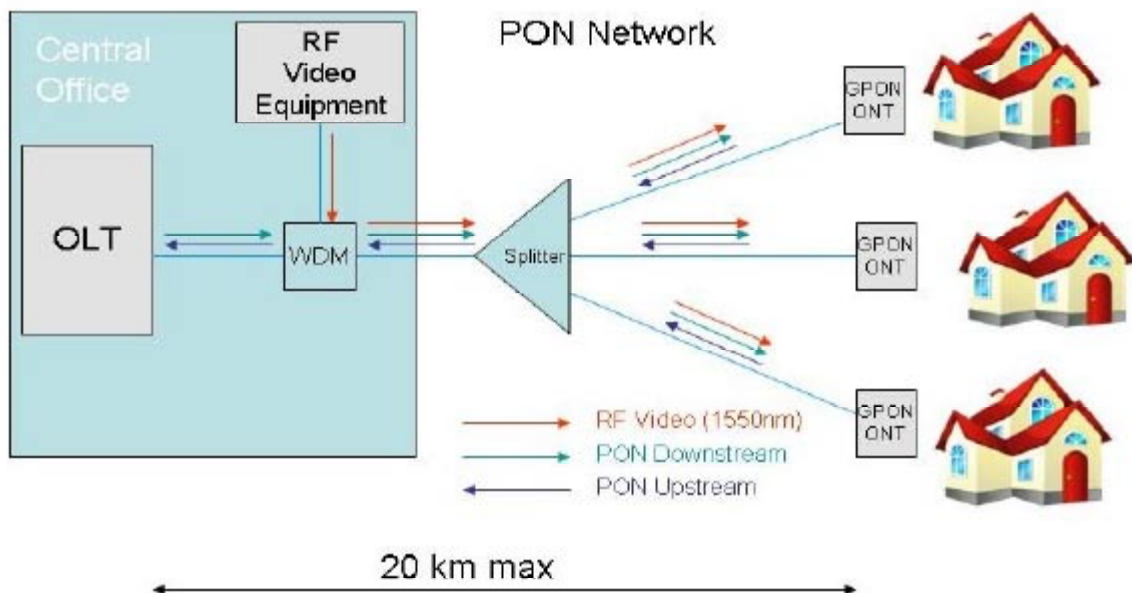 Central
Office
RF
Video
Equipment
PON Network
OLT
WDM
Splitter
GPON
ONT
GPON
ONT
GPON
ONT
RF Video (1550nm)
PON Downstream
PON Upstream
20 km max